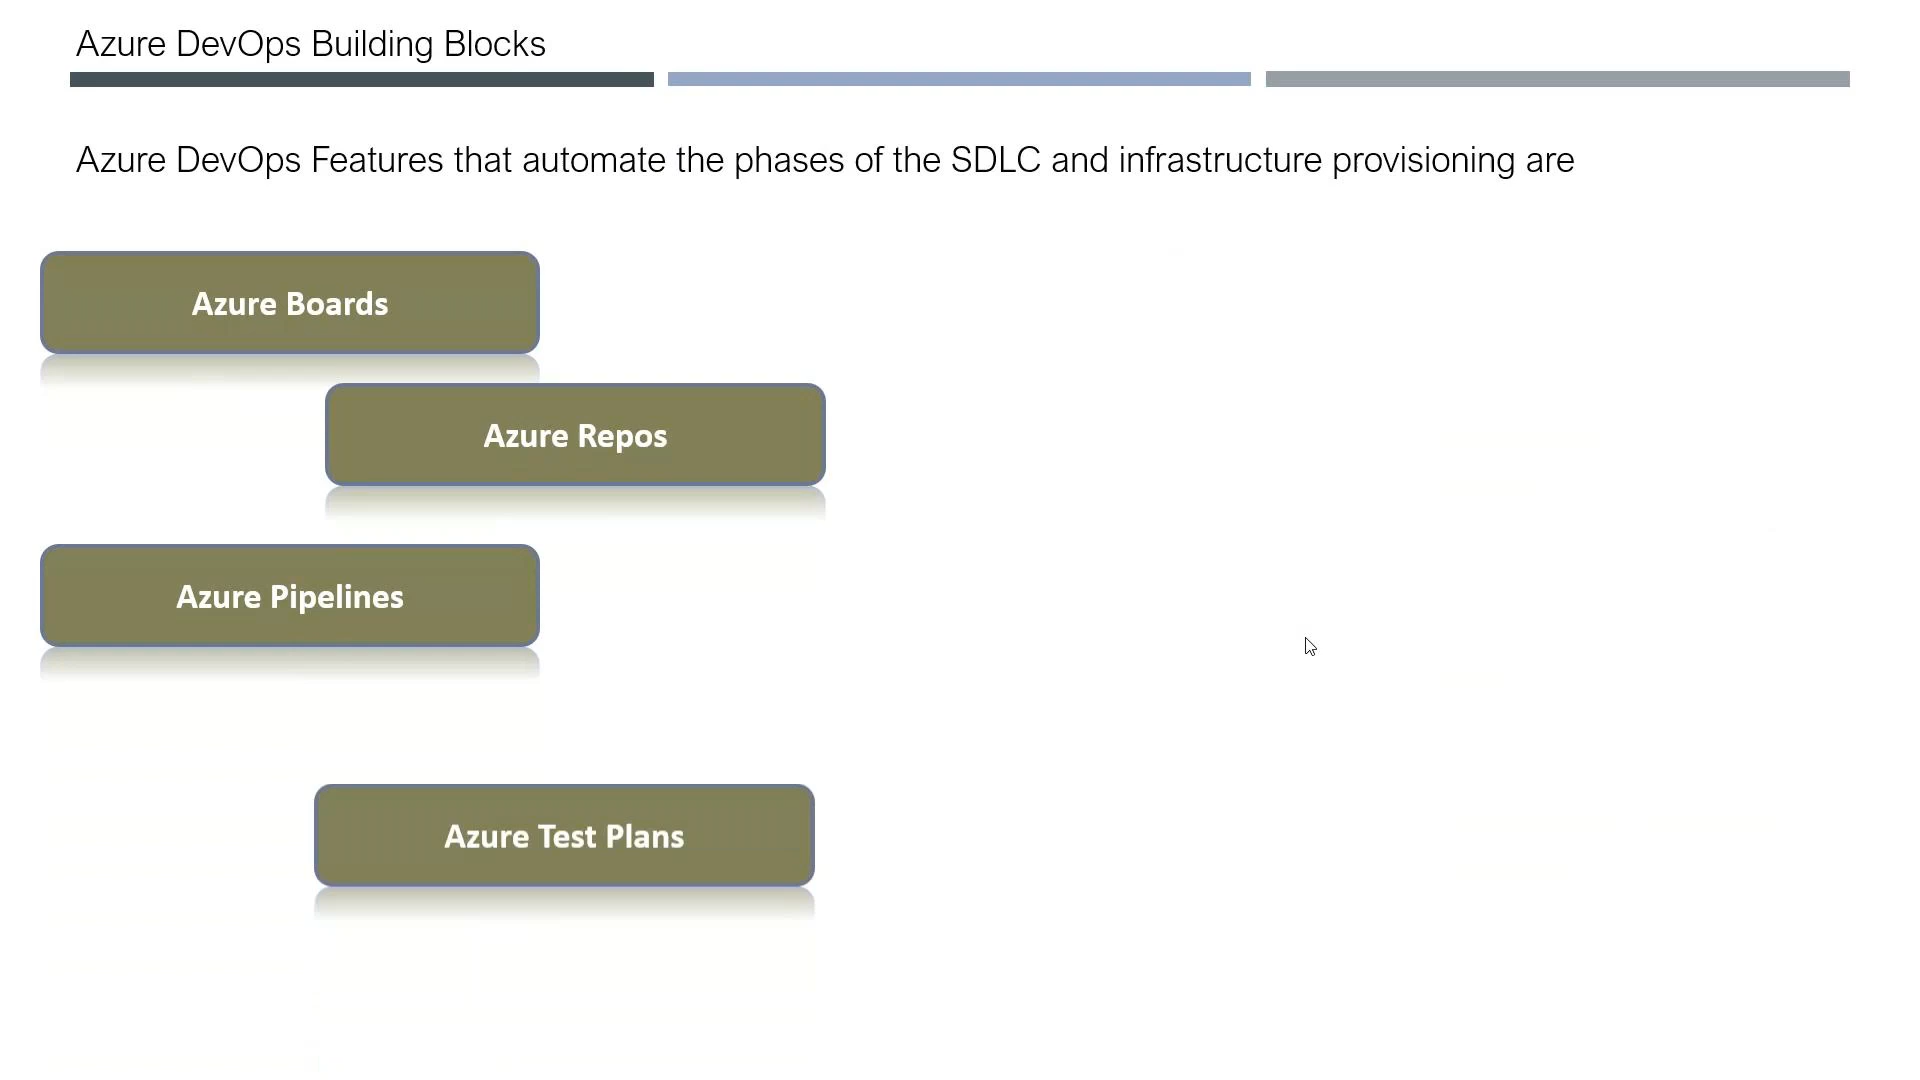 Azure DevOps Building Blocks
Azure DevOps Features that automate the phases of the SDLC and infrastructure provisioning are
Azure Boards
Azure Repos
Azure Pipelines
Azure Test Plans